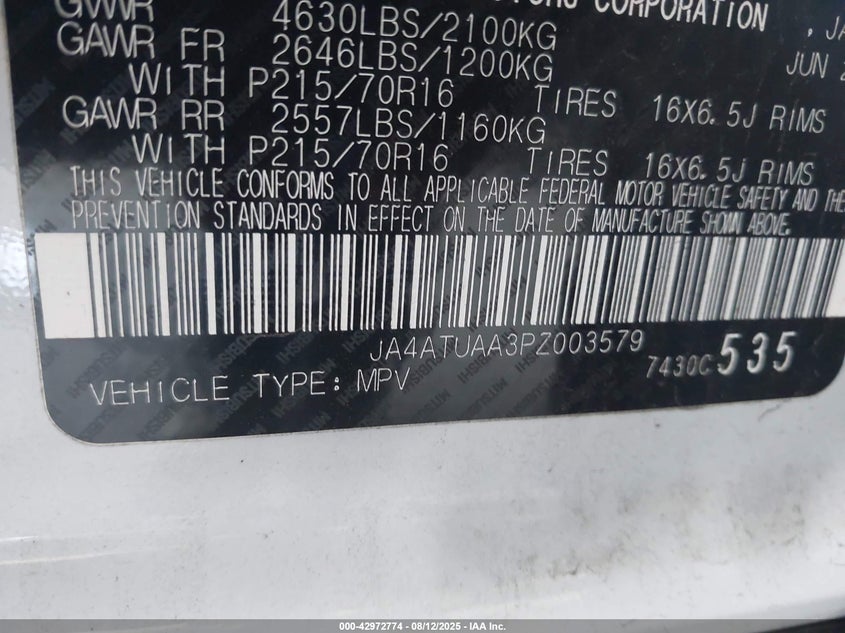 GVWR 4630LBS/2100KG CORPORATION , JA
GAWR FR 2646LBS/1200KG JUN 2
WITH P215/70R16 TIRES 16X6.5J RIMS
GAWR RR 2557LBS/1160KG
WITH P215/70R16 TIRES 16X6.5J RIMS
THIS VEHICLE CONFORMS TO ALL APPLICABLE FEDERAL MOTOR VEHICLE SAFETY AND THE
PREVENTION STANDARDS IN EFFECT ON THE DATE OF MANUFACTURE SHOWN ABOVE.
JA4ATUAA3PZ003579
7430C 535
VEHICLE TYPE: MPV
000-42972774 - 08/12/2025 - IAA Inc.